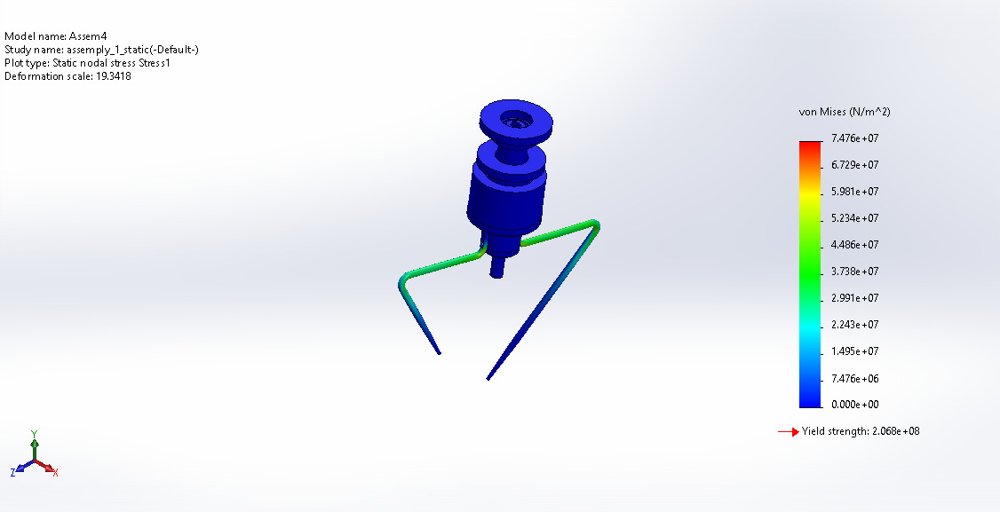 Model name: Assem4
Study name: assemply_1_static(-Default-)
Plot type: Static nodal stress Stress1
Deformation scale: 19.3418
von Mises (N/m^2)
7.476e+07
6.729e+07
5.981e+07
5.234e+07
4.486e+07
3.738e+07
2.991e+07
2.243e+07
1.495e+07
7.476e+06
0.000e+00
Yield strength: 2.068e+08
Y
Z
X